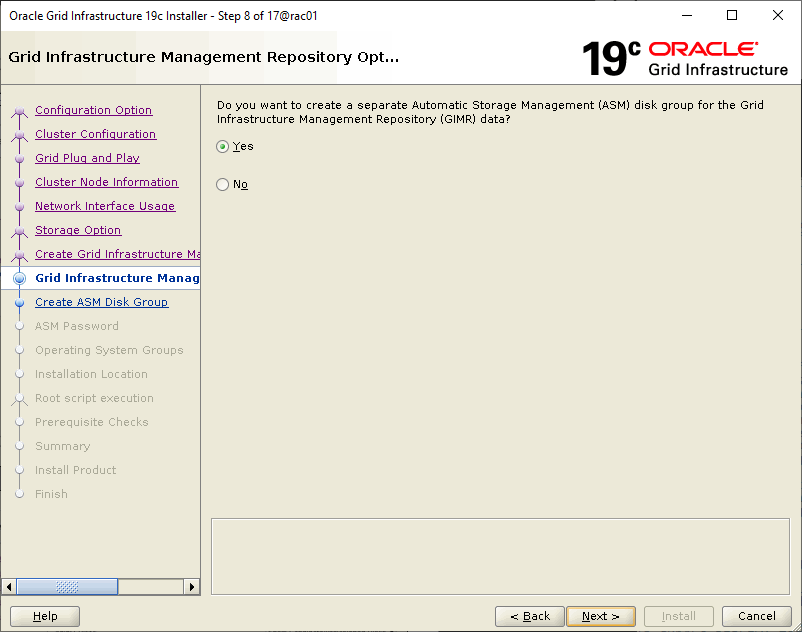 Oracle Grid Infrastructure 19c Installer - Step 8 of 17@rac01
Grid Infrastructure Management Repository Opt...
19c ORACLE
Grid Infrastructure
Configuration Option
Cluster Configuration
Grid Plug and Play
Cluster Node Information
Network Interface Usage
Storage Option
Create Grid Infrastructure Ma
Grid Infrastructure Manag
Create ASM Disk Group
ASM Password
Operating System Groups
Installation Location
Root script execution
Prerequisite Checks
Summary
Install Product
Finish
Do you want to create a separate Automatic Storage Management (ASM) disk group for the Grid
Infrastructure Management Repository (GIMR) data?
Yes
No
Help
< Back
Next >
Install
Cancel